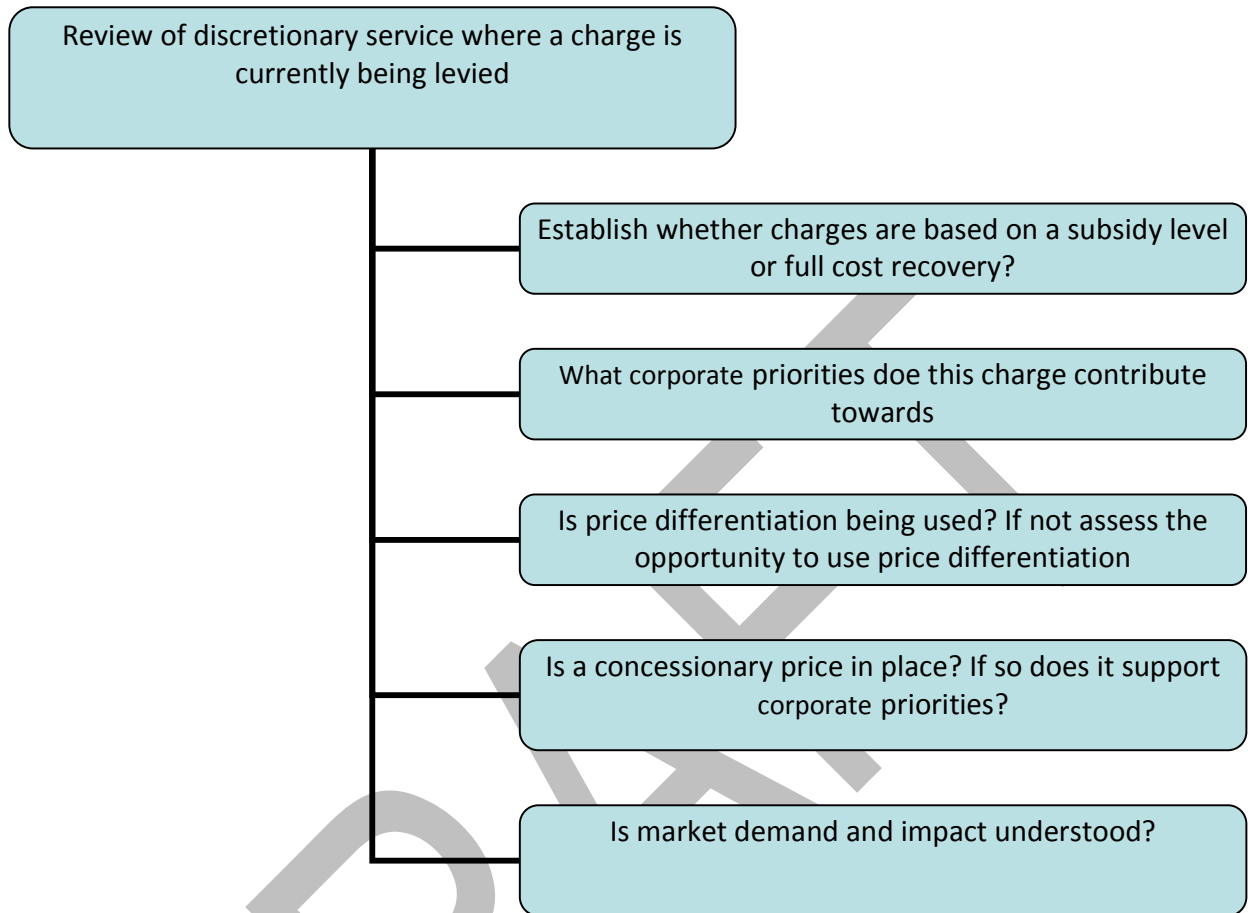 Review of discretionary service where a charge is
currently being levied
Establish whether charges are based on a subsidy level
or full cost recovery?
What corporate priorities doe this charge contribute
towards
Is price differentiation being used? If not assess the
opportunity to use price differentiation
Is a concessionary price in place? If so does it support
corporate priorities?
Is market demand and impact understood?
DRAFT